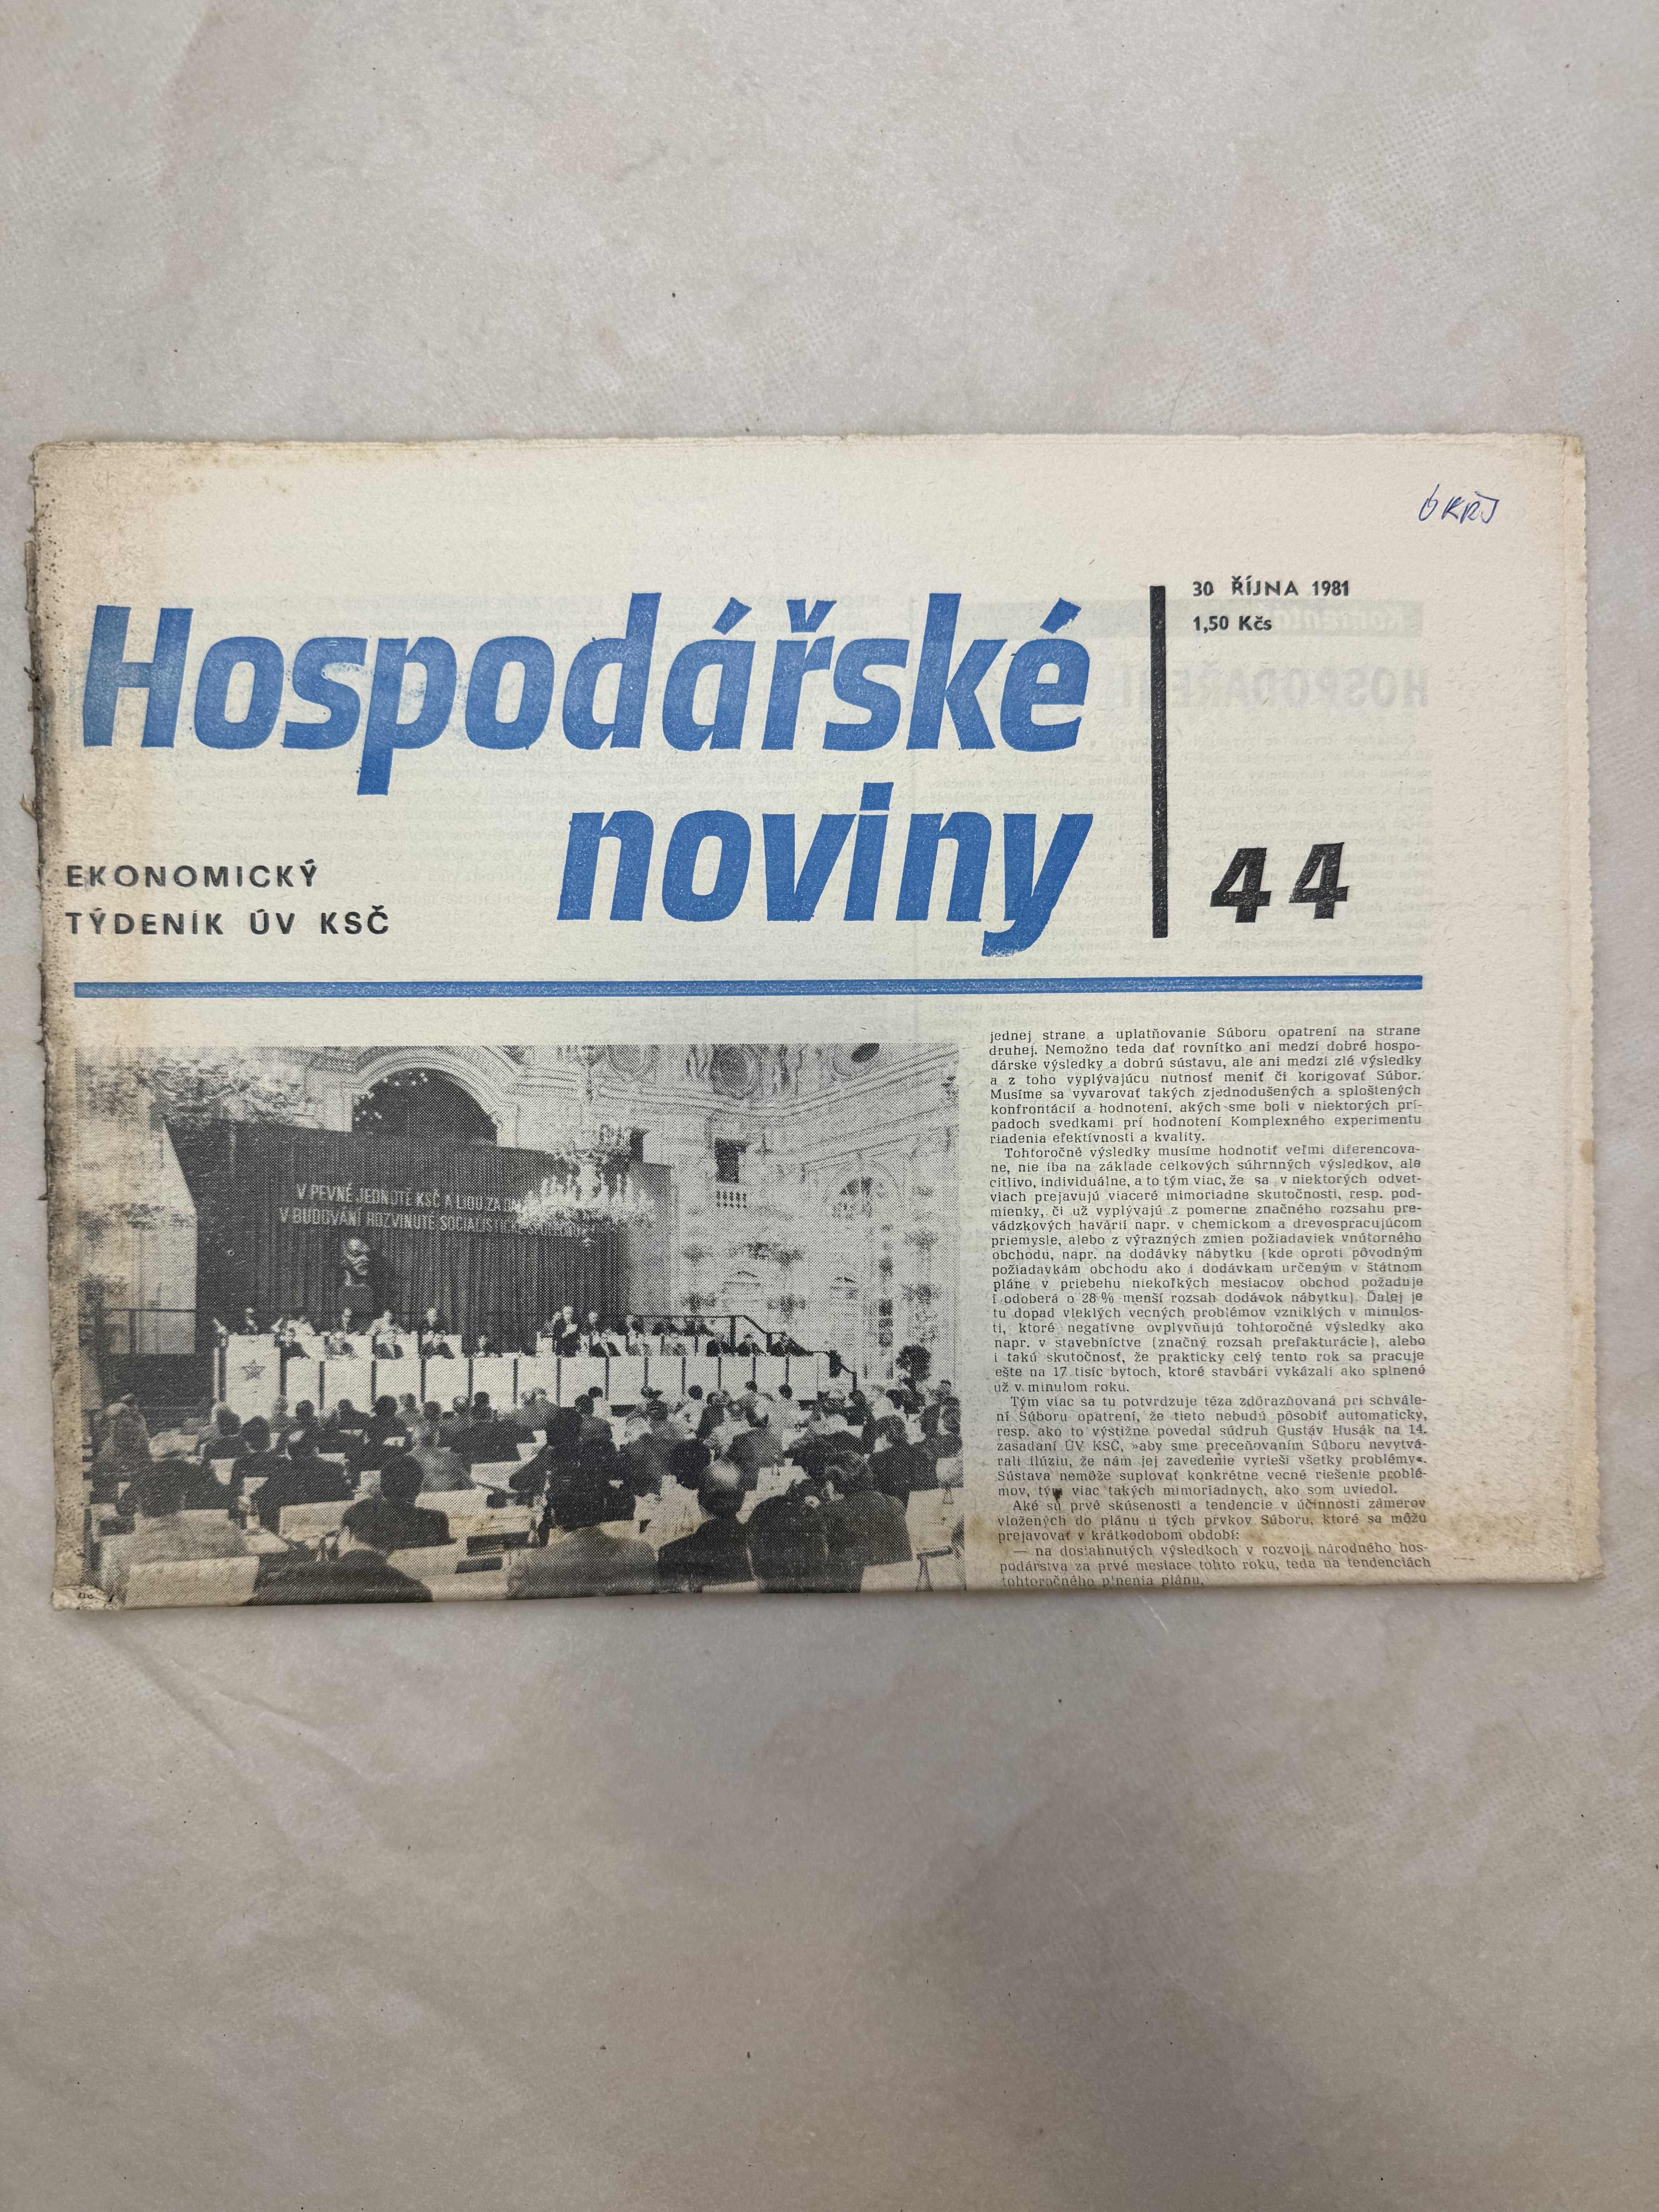 30 ŘÍJNA 1981
1,50 Kčs
Hospodářské
noviny
44
EKONOMICKÝ
TÝDENÍK ÚV KSČ
V PEVNÉ JEDNOTĚ KSČ A LIDU ZA
V BUDOVÁNÍ ROZVINUTÉ SOCIALISTICKÉ
jednej strane a uplatňovanie Súboru opatrení na strane
druhej. Nemožno teda dať rovnítko ani medzi dobré hospo-
dárske výsledky a dobrú sústavu, ale ani medzi zlé výsledky
a z toho vyplývajúcu nutnosť meniť či korigovať Súbor.
Musíme sa vyvarovať takých zjednodušených a sploštených
konfrontácií a hodnotení, akých sme boli v niektorých prí-
padoch svedkami pri hodnotení Komplexného experimentu
riadenia efektívnosti a kvality.
Tohtoročné výsledky musíme hodnotiť veľmi diferencova-
ne, nie iba na základe celkových súhrnných výsledkov, ale
citlivo, individuálne, a to tým viac, že sa v niektorých odvet-
viach prejavujú viaceré mimoriadne skutočnosti, resp. pod-
mienky, či už vyplývajú z pomerne značného rozsahu pre-
vádzkových havárií napr. v chemickom a drevospracujúcom
priemysle, alebo z výrazných zmien požiadaviek vnútorného
obchodu, napr. na dodávky nábytku (kde oproti pôvodným
požiadavkám obchodu ako i dodávkam určeným v štátnom
pláne v priebehu niekoľkých mesiacov obchod požaduje
i odoberá o 28 % menší rozsah dodávok nábytku). Ďalej je
tu dopad vleklých vecných problémov vzniklých v minulos-
ti, ktoré negatívne ovplyvňujú tohtoročné výsledky ako
napr. v stavebníctve (značný rozsah prefakturácie), alebo
i takú skutočnosť, že prakticky celý tento rok sa pracuje
ešte na 17 tisíc bytoch, ktoré stavbári vykázali ako splnené
už v minulom roku.
Tým viac sa tu potvrdzuje téza zdôrazňovaná pri schvále-
ní Súboru opatrení, že tieto nebudú pôsobiť automaticky,
resp. ako to výstižne povedal súdruh Gustáv Husák na 14.
zasadaní ÚV KSČ, »aby sme preceňovaním Súboru nevytvá-
rali ilúziu, že nám jej zavedenie vyrieši všetky problémy«.
Sústava nemôže suplovať konkrétne vecné riešenie problé-
mov, tým viac takých mimoriadnych, ako som uviedol.
Aké sú prvé skúsenosti a tendencie v účinnosti zámerov
vložených do plánu u tých prvkov Súboru, ktoré sa môžu
prejavovať v krátkodobom období:
— na dosiahnutých výsledkoch v rozvoji národného hos-
podárstva za prvé mesiace tohto roku, teda na tendenciách
tohtoročného plnenia plánu,